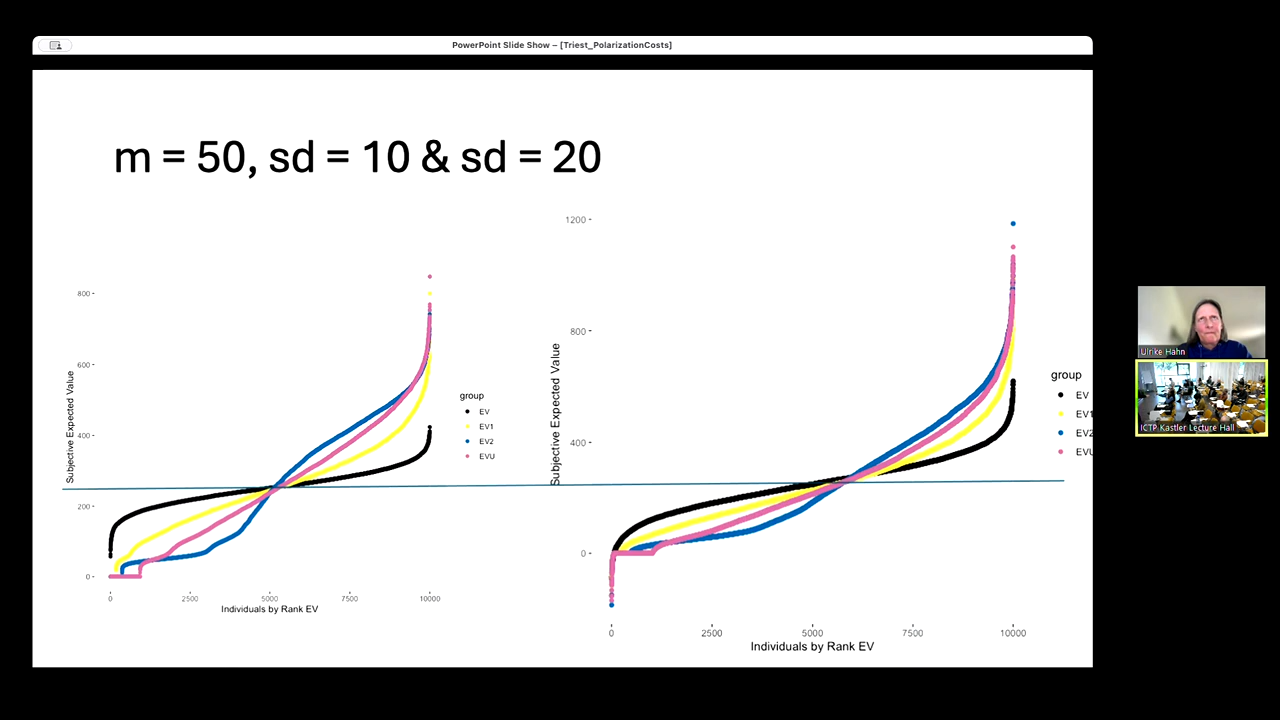 PowerPoint Slide Show – [Triest_PolarizationCosts]
m = 50, sd = 10 & sd = 20
800
600
400
200
0
Subjective Expected Value
0
2500
5000
7500
10000
Individuals by Rank EV
group
EV
EV1
EV2
EVU
1200
800
400
0
Subjective Expected Value
0
2500
5000
7500
10000
Individuals by Rank EV
group
EV
EV1
EV2
EVU
Ulrike Hahn
ICTP Kastler Lecture Hall